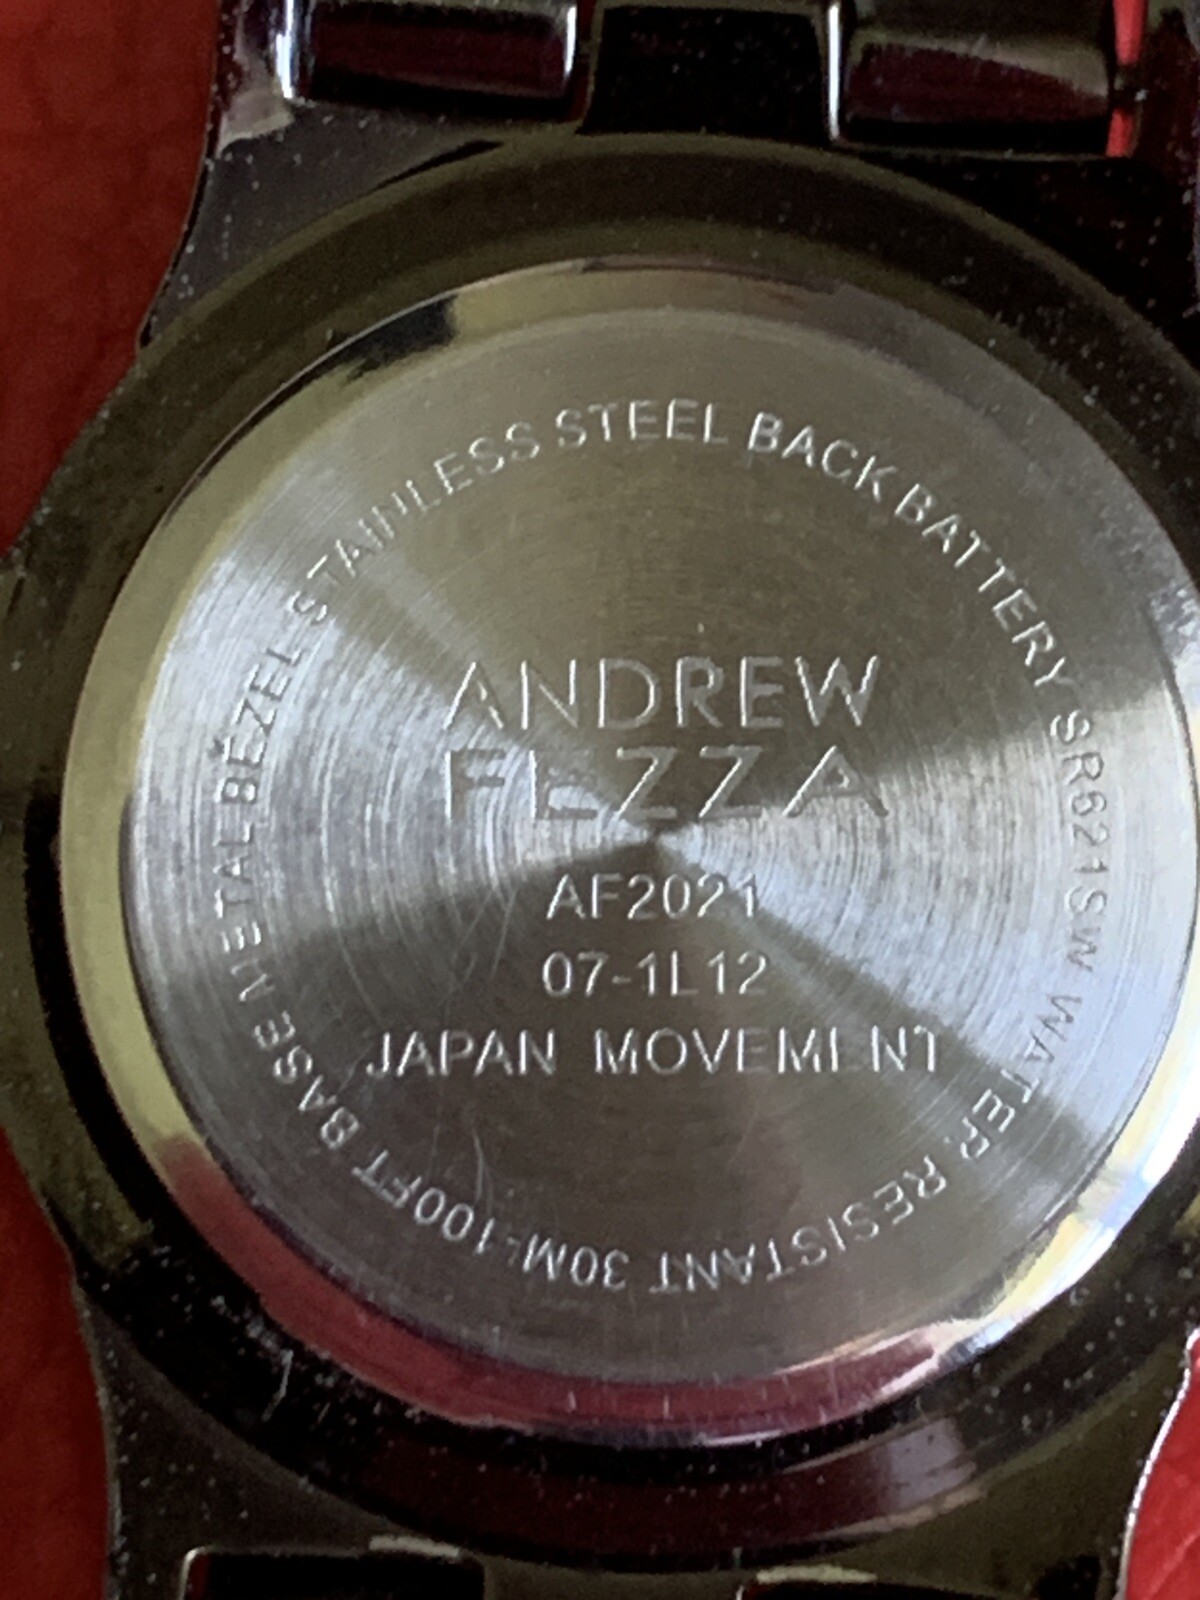 STAINLESS STEEL BACK BATTERY SR621SW WATER RESISTANT 30M-100FT BASE METAL BEZEL
ANDREW
FEZZA
AF2021
07-1L12
JAPAN MOVEMENT